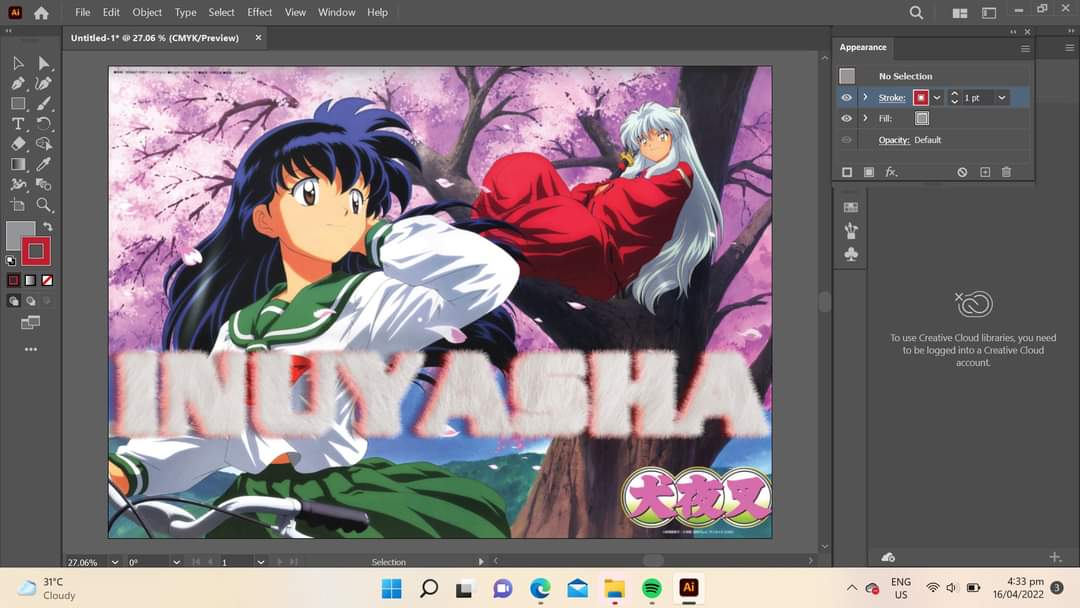 Ai File Edit Object Type Select Effect View Window Help
Untitled-1* @ 27.06 % (CMYK/Preview)
Appearance
No Selection
Stroke: 1 pt
Fill:
Opacity: Default
fx.
To use Creative Cloud libraries, you need
to be logged into a Creative Cloud
account.
INUYASHA
犬夜叉
27.06% 0° 1 Selection
31°C
Cloudy
Ai
ENG
US
4:33 pm
16/04/2022
3